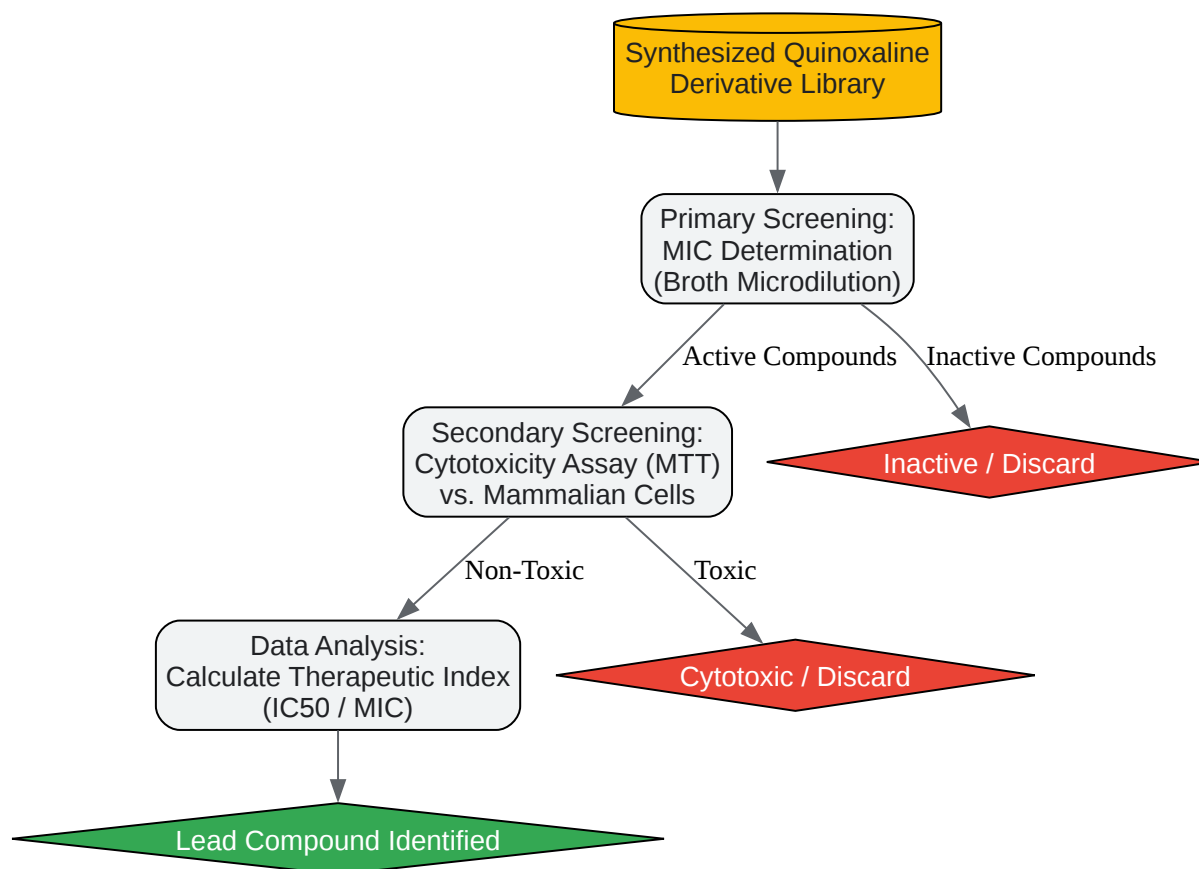 Synthesized Quinoxaline
Derivative Library
Primary Screening:
MIC Determination
(Broth Microdilution)
Active Compounds
Inactive Compounds
Secondary Screening:
Cytotoxicity Assay (MTT)
vs. Mammalian Cells
Inactive / Discard
Non-Toxic
Toxic
Data Analysis:
Calculate Therapeutic Index
(IC50 / MIC)
Cytotoxic / Discard
Lead Compound Identified